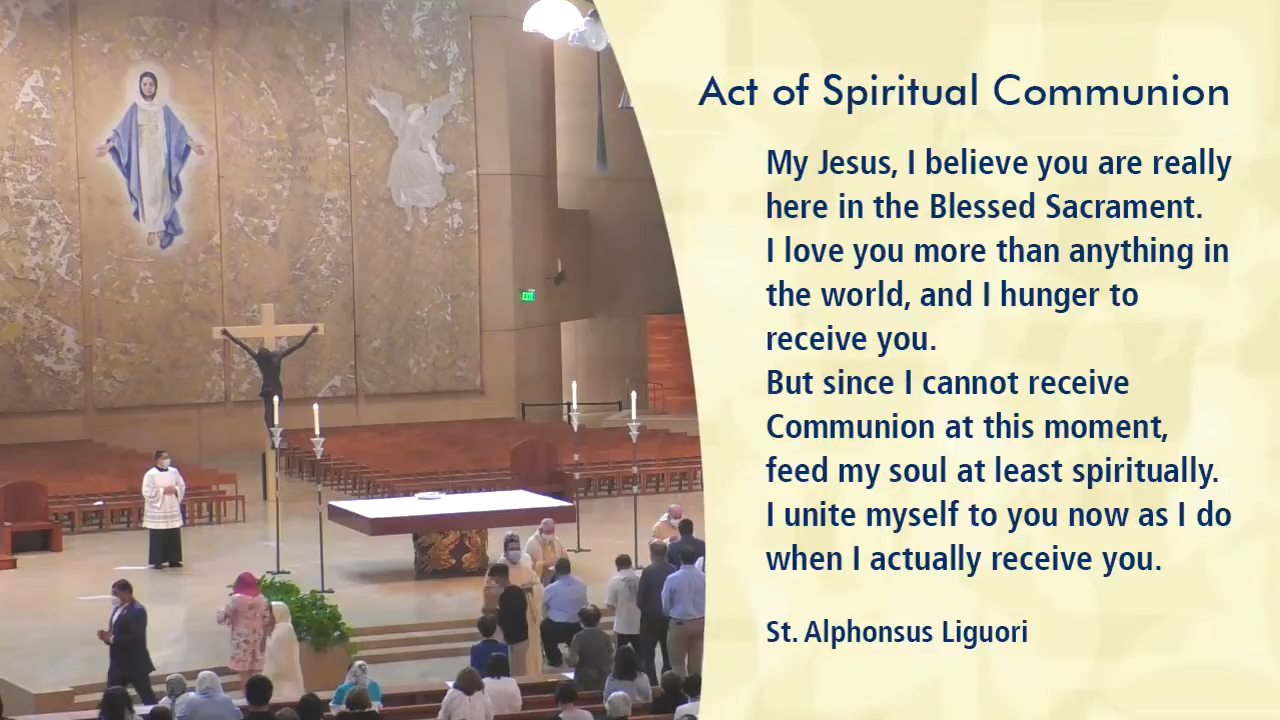 Act of Spiritual Communion
My Jesus, I believe you are really
here in the Blessed Sacrament.
I love you more than anything in
the world, and I hunger to
receive you.
But since I cannot receive
Communion at this moment,
feed my soul at least spiritually.
I unite myself to you now as I do
when I actually receive you.
St. Alphonsus Liguori
EXIT